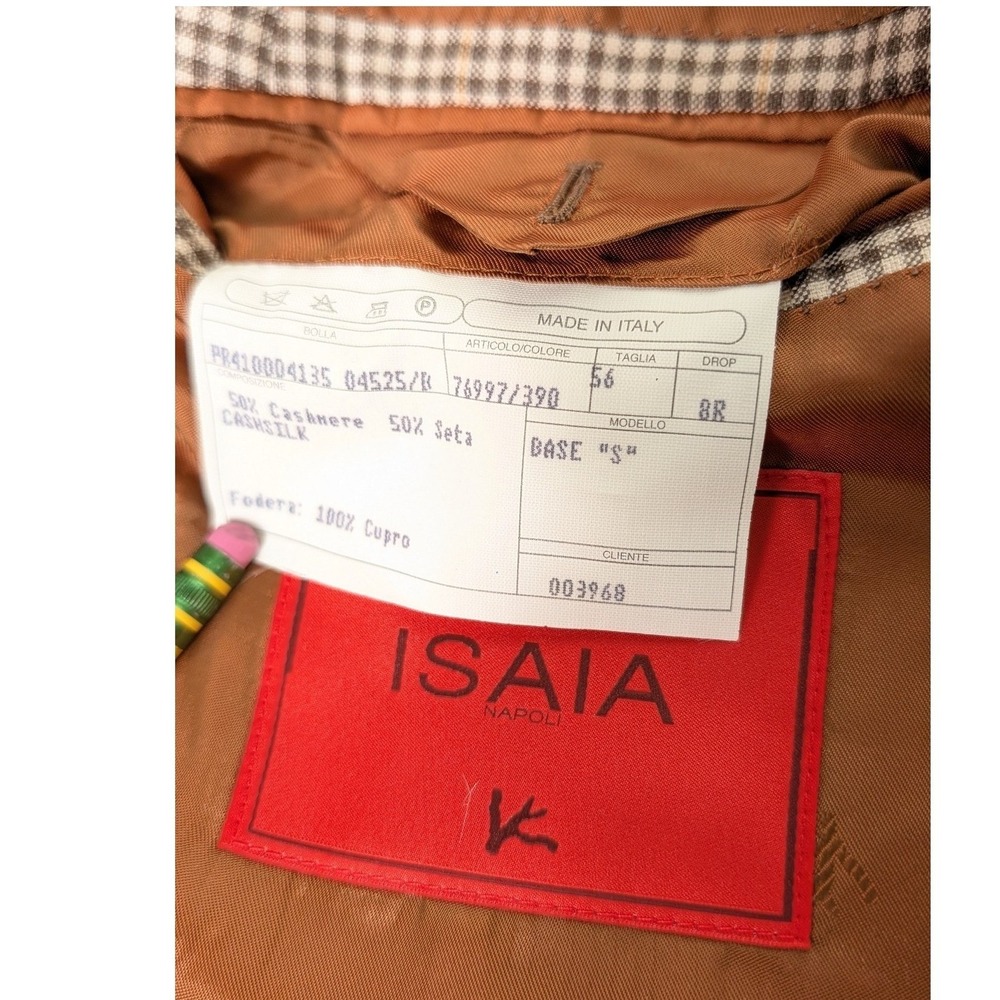 P
MADE IN ITALY
BOLLA
ARTICOLO/COLORE
TAGLIA
DROP
PR410004135 04525/B
76997/390
56
8R
COMPOSIZIONE
MODELLO
50% Cashmere 50% Seta
CASHSILK
BASE "S"
Fodera: 100% Cupro
CLIENTE
003968
ISAIA
NAPOLI